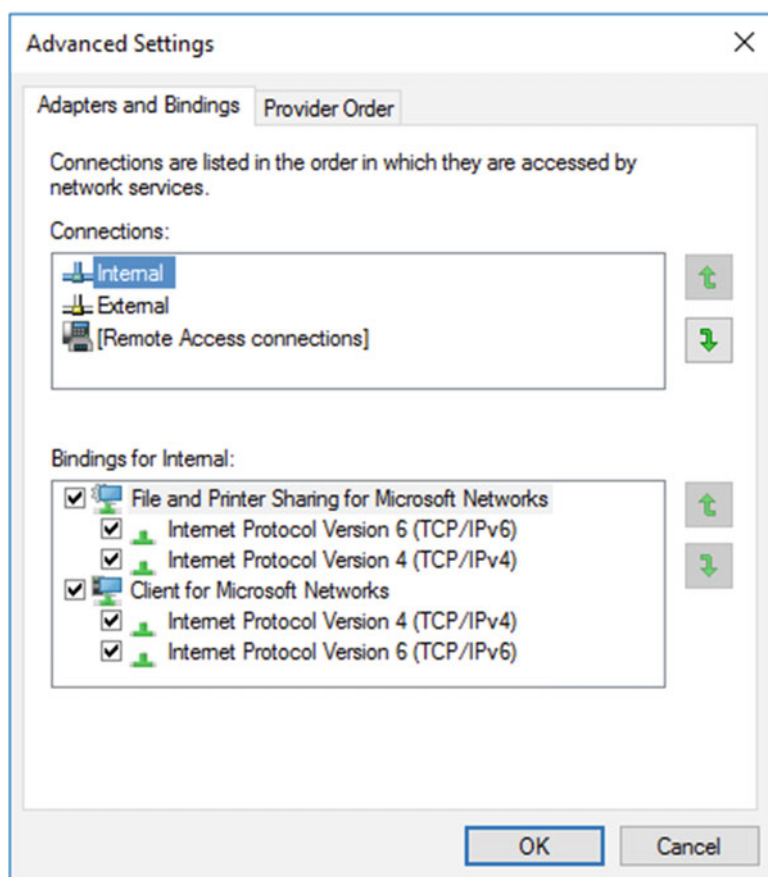 Advanced Settings
Adapters and Bindings
Provider Order
Connections are listed in the order in which they are accessed by
network services.
Connections:
Internal
External
[Remote Access connections]
Bindings for Internal:
File and Printer Sharing for Microsoft Networks
Internet Protocol Version 6 (TCP/IPv6)
Internet Protocol Version 4 (TCP/IPv4)
Client for Microsoft Networks
Internet Protocol Version 4 (TCP/IPv4)
Internet Protocol Version 6 (TCP/IPv6)
OK
Cancel